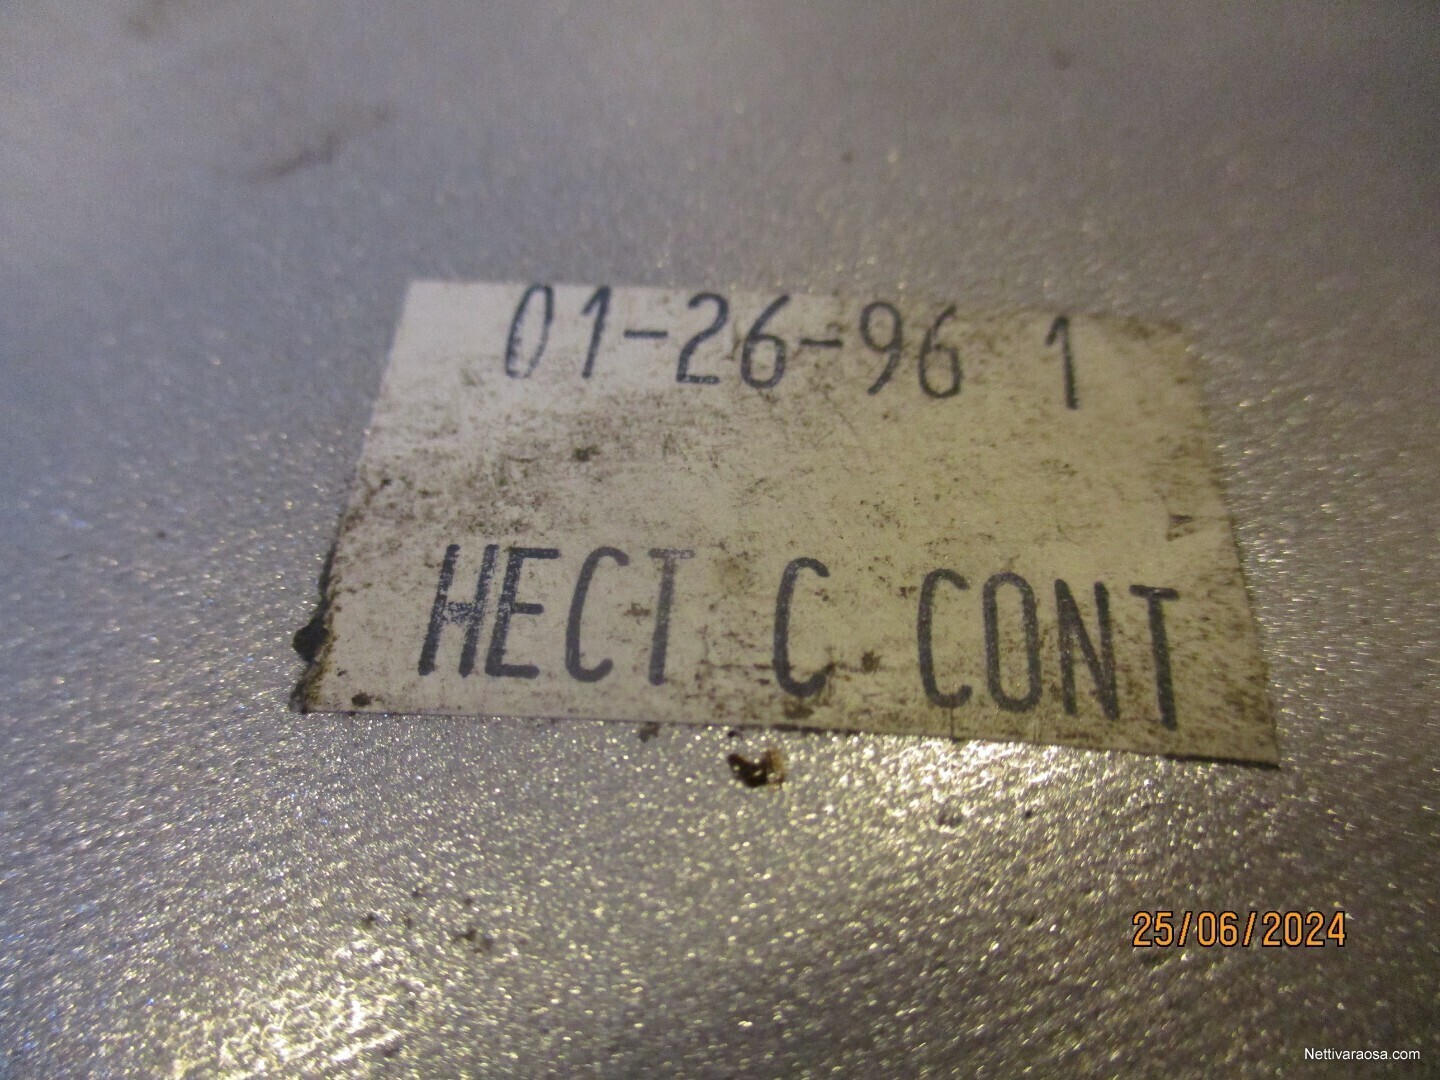 01-26-96 1
HECT C CONT
25/06/2024
Nettivaraosa.com